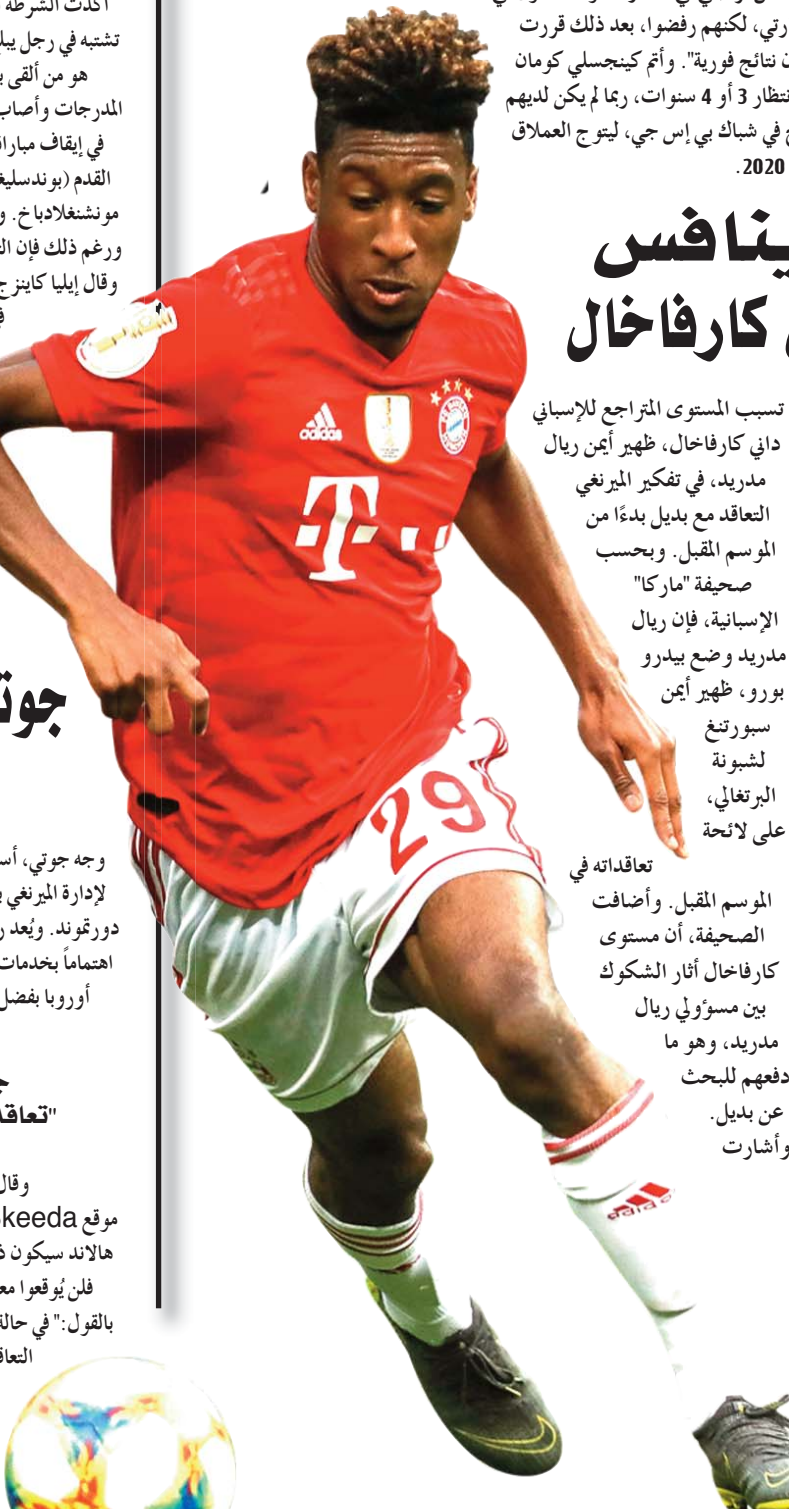 رتي، لكنهم رفضوا، بعد ذلك قررت
نتائج فورية". وأتم كينجسلي كومان
نتظار 3 أو 4 سنوات، ربما لم يكن لديهم
في شباك بي إس جي، ليتوج العملاق
2020.
ينافس
كارفاخال
تسبب المستوى المتراجع للإسباني
داني كارفاخال، ظهير أيمن ريال
مدريد، في تفكير الميرنغي
التعاقد مع بديل بدءًا من
الموسم المقبل. وبحسب
صحيفة "ماركا"
الإسبانية، فإن ريال
مدريد وضع بيدرو
بورو، ظهير أيمن
سبورتنغ
لشبونة
البرتغالي،
على لائحة
تعاقداته في
الموسم المقبل. وأضافت
الصحيفة، أن مستوى
كارفاخال أثار الشكوك
بين مسؤولي ريال
مدريد، وهو ما
دفعهم للبحث
عن بديل.
وأشارت
أكدت الشرطة
تشتبه في رجل يبل
هو من ألقى ب
المدرجات وأصاب
في إيقاف مبارا
القدم (بوندسليغ
مونشنغلادباخ. و
ورغم ذلك فإن ال
وقال إيليا كاينز ج
جوت
وجه جوتي، أس
لإدارة الميرنغي ب
دورتموند. ويُعد ر
اهتماماً بخدمات
أوروبا بفضل
ج
"تعاقد
وقال
موقع keeda
هالاند سيكون ذ
فلن يُوقعوا مع
بالقول:" في حالة
التعاقد
adidas
T
29
adidas